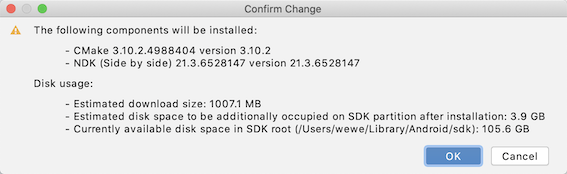 Confirm Change
The following components will be installed:
- CMake 3.10.2.4988404 version 3.10.2
- NDK (Side by side) 21.3.6528147 version 21.3.6528147
Disk usage:
- Estimated download size: 1007.1 MB
- Estimated disk space to be additionally occupied on SDK partition after installation: 3.9 GB
- Currently available disk space in SDK root (/Users/wewe/Library/Android/sdk): 105.6 GB
OK
Cancel